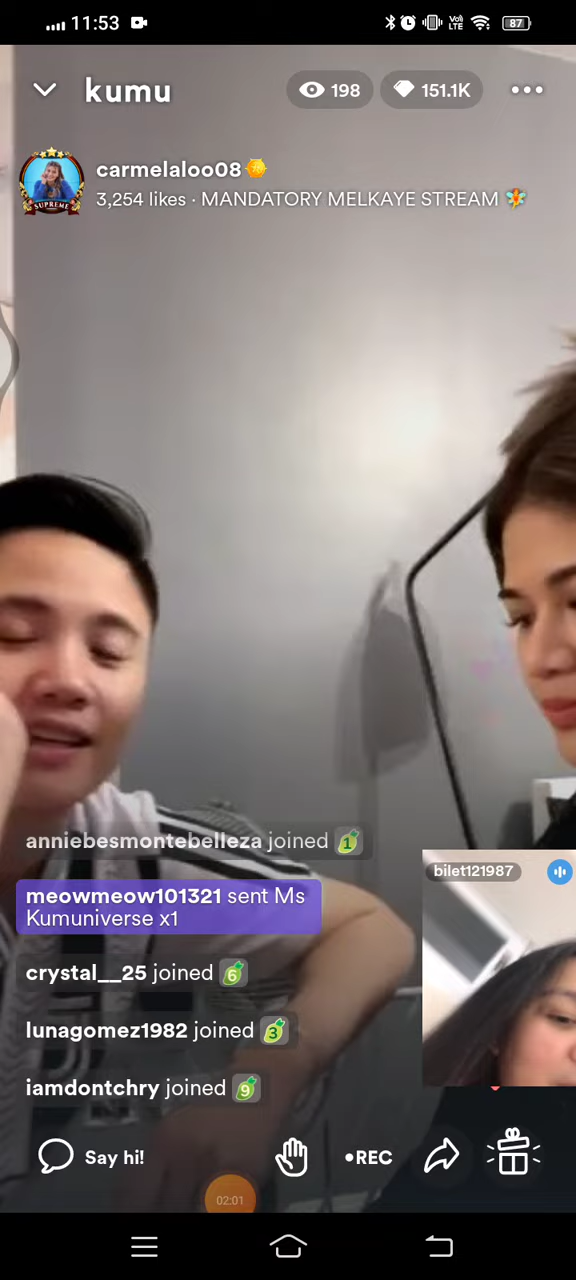 11:53
Vo)
LTE
87
kumu
198
151.1K
carmelaloo08
SUPREME
3,254 likes · MANDATORY MELKAYE STREAM
anniebesmontebelleza joined 1
bilet121987
meowmeow101321 sent Ms
Kumuniverse x1
crystal__25 joined 6
lunagomez1982 joined 3
iamdontchry joined 9
Say hi!
•REC
02:01